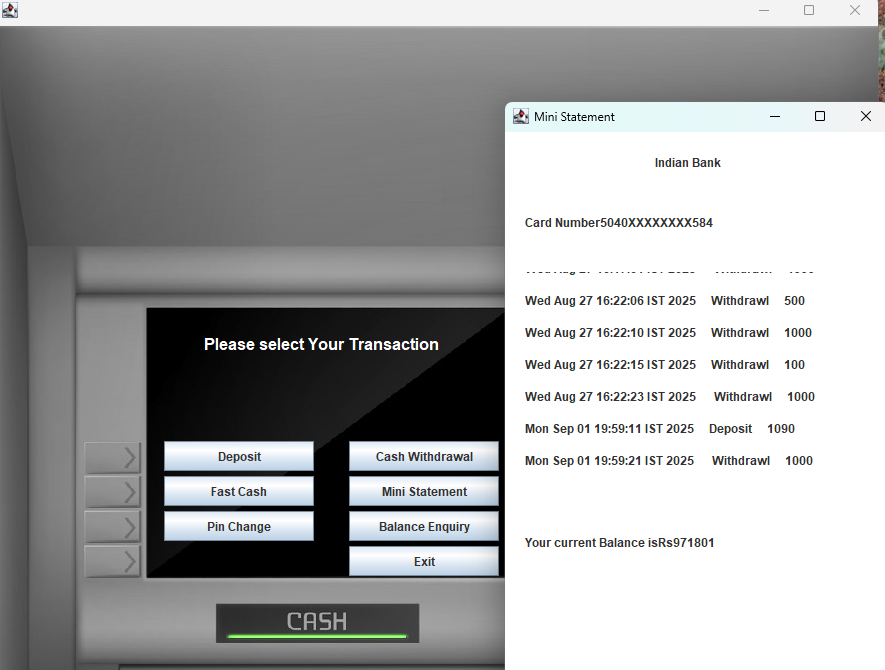 Mini Statement
Indian Bank
Card Number5040XXXXXXXX584
Wed Aug 27 16:22:06 IST 2025 Withdrawl 500
Wed Aug 27 16:22:10 IST 2025 Withdrawl 1000
Wed Aug 27 16:22:15 IST 2025 Withdrawl 100
Wed Aug 27 16:22:23 IST 2025 Withdrawl 1000
Mon Sep 01 19:59:11 IST 2025 Deposit 1090
Mon Sep 01 19:59:21 IST 2025 Withdrawl 1000
Your current Balance isRs971801
Please select Your Transaction
Deposit Cash Withdrawal
Fast Cash Mini Statement
Pin Change Balance Enquiry
Exit
CASH